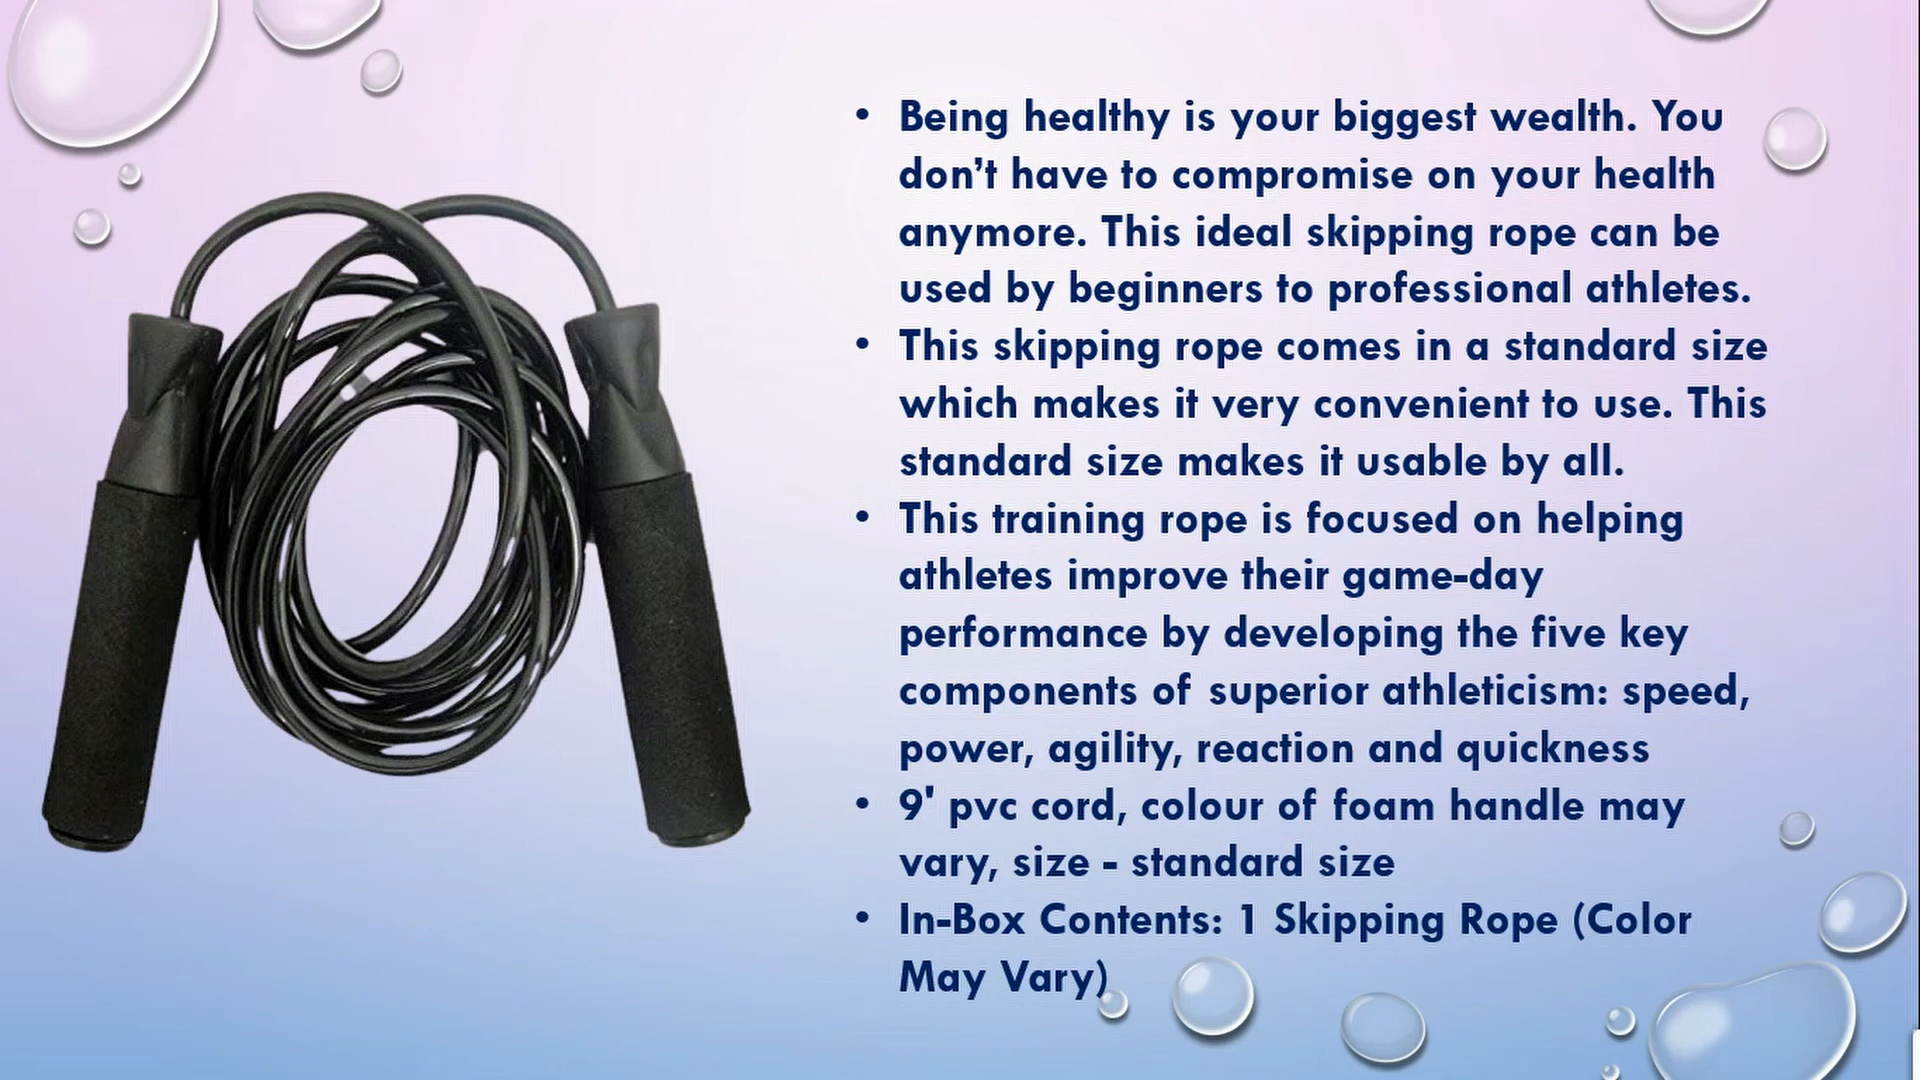 • Being healthy is your biggest wealth. You
don’t have to compromise on your health
anymore. This ideal skipping rope can be
used by beginners to professional athletes.
• This skipping rope comes in a standard size
which makes it very convenient to use. This
standard size makes it usable by all.
• This training rope is focused on helping
athletes improve their game-day
performance by developing the five key
components of superior athleticism: speed,
power, agility, reaction and quickness
• 9' pvc cord, colour of foam handle may
vary, size - standard size
• In-Box Contents: 1 Skipping Rope (Color
May Vary)